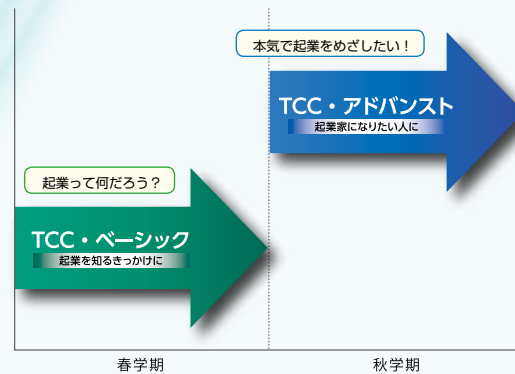 本気で起業をめざしたい！
TCC・アドバンスト
起業家になりたい人に
起業って何だろう？
TCC・ベーシック
起業を知るきっかけに
春学期
秋学期